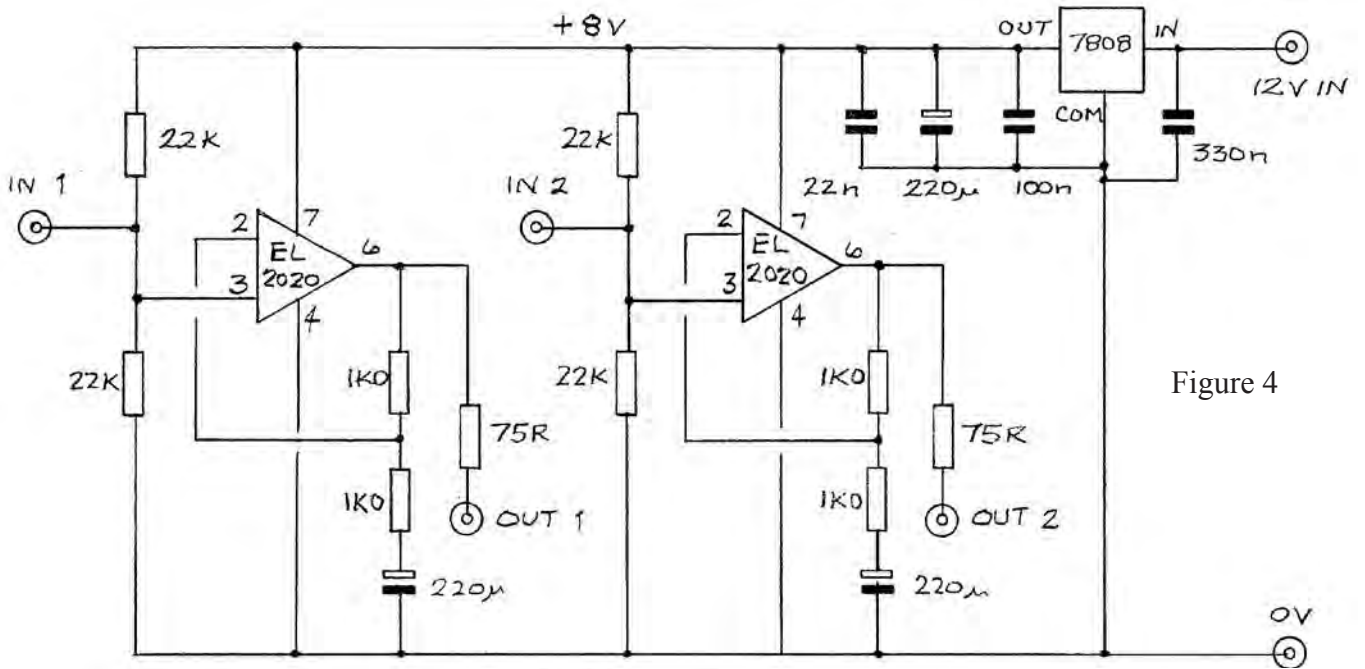 +8V
OUT
7808
IN
12V IN
COM
22K
22K
330n
22n
220μ
100n
IN 1
IN 2
2
7
EL
2020
6
3
4
2
7
EL
2020
6
3
4
22K
1K0
75R
22K
1K0
75R
Figure 4
1K0
OUT 1
1K0
OUT 2
220μ
220μ
0V